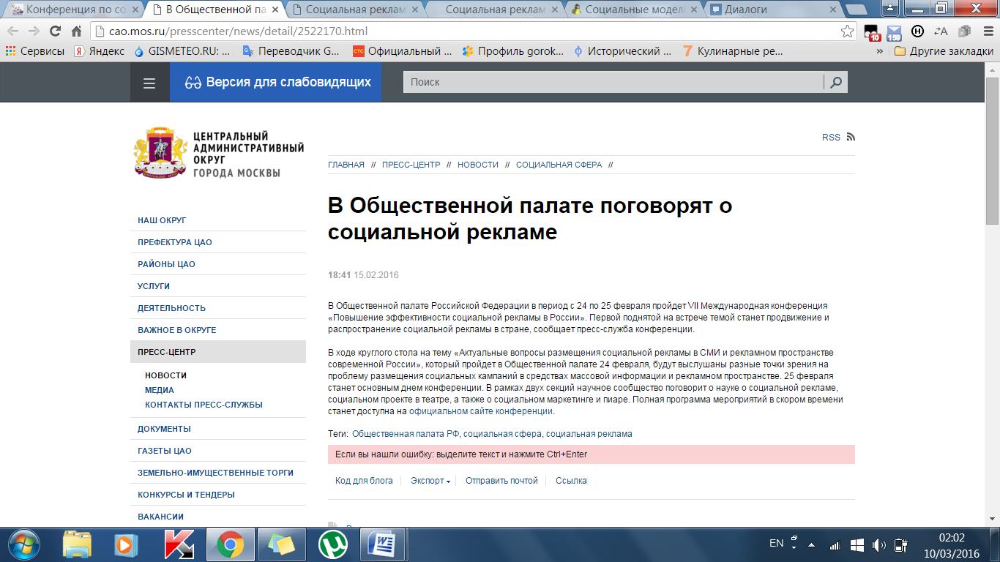 Конференция по со
В Общественной па
Социальная реклам
Социальная реклам
Социальные модел
Диалоги
cao.mos.ru/presscenter/news/detail/2522170.html
10
150
Сервисы
Яндекс
GISMETEO.RU: ...
Переводчик G...
СТС Официальный ...
Профиль gorok...
Исторический ...
7 Кулинарные ре...
»
Другие закладки
Версия для слабовидящих
Поиск
ЦЕНТРАЛЬНЫЙ
АДМИНИСТРАТИВНЫЙ
ОКРУГ
ГОРОДА МОСКВЫ
RSS
ГЛАВНАЯ // ПРЕСС-ЦЕНТР // НОВОСТИ // СОЦИАЛЬНАЯ СФЕРА //
НАШ ОКРУГ
ПРЕФЕКТУРА ЦАО
РАЙОНЫ ЦАО
УСЛУГИ
ДЕЯТЕЛЬНОСТЬ
ВАЖНОЕ В ОКРУГЕ
ПРЕСС-ЦЕНТР
НОВОСТИ
МЕДИА
КОНТАКТЫ ПРЕСС-СЛУЖБЫ
ДОКУМЕНТЫ
ГАЗЕТЫ ЦАО
ЗЕМЕЛЬНО-ИМУЩЕСТВЕННЫЕ ТОРГИ
КОНКУРСЫ И ТЕНДЕРЫ
ВАКАНСИИ
В Общественной палате поговорят о
социальной рекламе
18:41 15.02.2016
В Общественной палате Российской Федерации в период с 24 по 25 февраля пройдет VII Международная конференция
«Повышение эффективности социальной рекламы в России». Первой поднятой на встрече темой станет продвижение и
распространение социальной рекламы в стране, сообщает пресс-служба конференции.
В ходе круглого стола на тему «Актуальные вопросы размещения социальной рекламы в СМИ и рекламном пространстве
современной России», который пройдет в Общественной палате 24 февраля, будут выслушаны разные точки зрения на
проблему размещения социальных кампаний в средствах массовой информации и рекламном пространстве. 25 февраля
станет основным днем конференции. В рамках двух секций научное сообщество поговорит о науке о социальной рекламе,
социальном проекте в театре, а также о социальном маркетинге и пиаре. Полная программа мероприятий в скором времени
станет доступна на официальном сайте конференции.
Теги: Общественная палата РФ, социальная сфера, социальная реклама
Если вы нашли ошибку: выделите текст и нажмите Ctrl+Enter
Код для блога
Экспорт
Отправить почтой
Ссылка
EN
02:02
10/03/2016